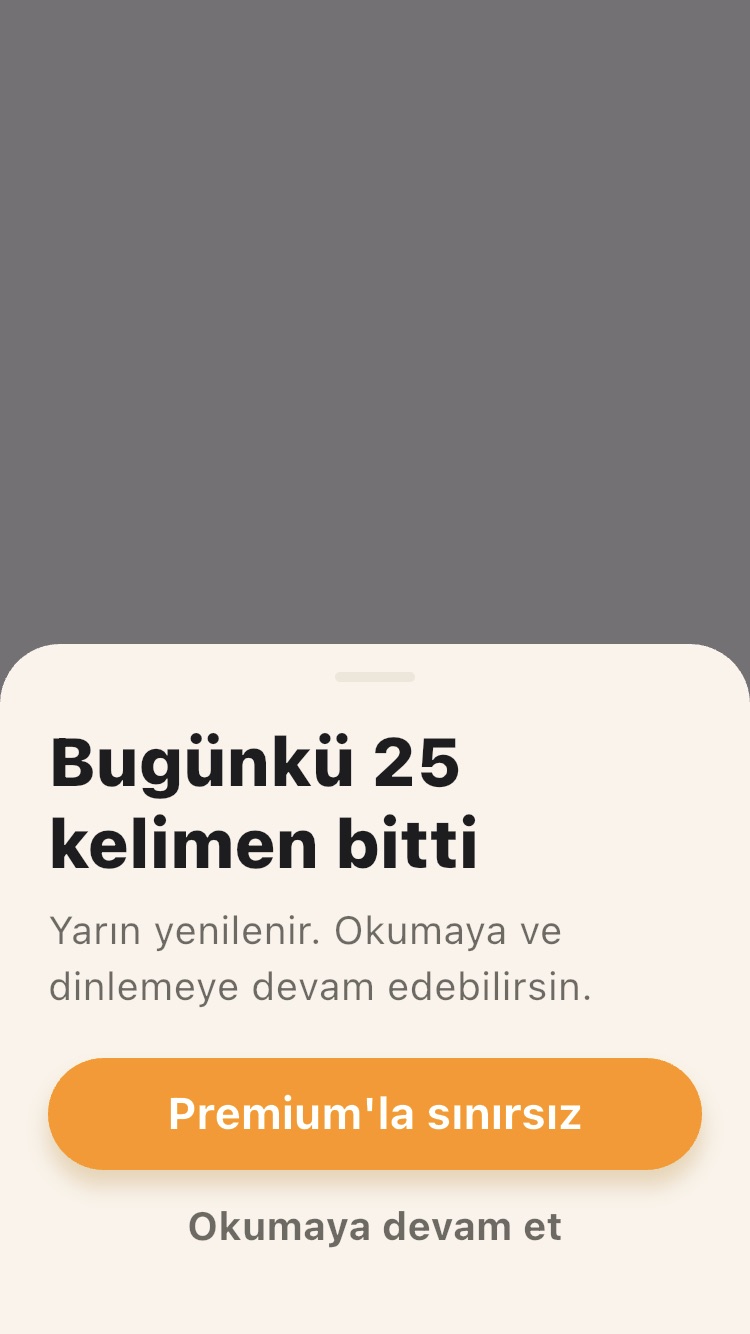 Bugünkü 25
kelimen bitti
Yarın yenilenir. Okumaya ve
dinlemeye devam edebilirsin.
Premium'la sınırsız
Okumaya devam et